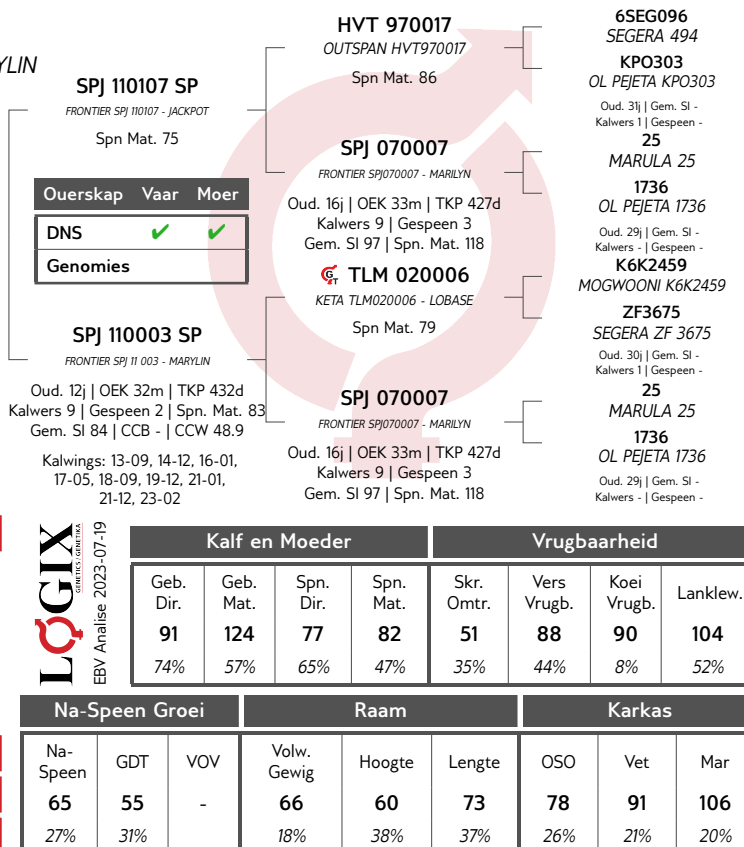 YLIN
SPJ 110107 SP
FRONTIER SPJ 110107 - JACKPOT
Spn Mat. 75
Ouerskap Vaar Moer
DNS ✔ ✔
Genomies
SPJ 110003 SP
FRONTIER SPJ 11 003 - MARYLIN
Oud. 12j | OEK 32m | TKP 432d
Kalwers 9 | Gespeen 2 | Spn. Mat. 83
Gem. SI 84 | CCB - | CCW 48.9
Kalwings: 13-09, 14-12, 16-01,
17-05, 18-09, 19-12, 21-01,
21-12, 23-02
HVT 970017
OUTSPAN HVT970017
Spn Mat. 86
SPJ 070007
FRONTIER SPJ070007 - MARILYN
Oud. 16j | OEK 33m | TKP 427d
Kalwers 9 | Gespeen 3
Gem. SI 97 | Spn. Mat. 118
GT TLM 020006
KETA TLM020006 - LOBASE
Spn Mat. 79
SPJ 070007
FRONTIER SPJ070007 - MARILYN
Oud. 16j | OEK 33m | TKP 427d
Kalwers 9 | Gespeen 3
Gem. SI 97 | Spn. Mat. 118
6SEG096
SEGERA 494
KPO303
OL PEJETA KPO303
Oud. 31j | Gem. SI -
Kalwers 1 | Gespeen -
25
MARULA 25
1736
OL PEJETA 1736
Oud. 29j | Gem. SI -
Kalwers - | Gespeen -
K6K2459
MOGWOONI K6K2459
ZF3675
SEGERA ZF 3675
Oud. 30j | Gem. SI -
Kalwers 1 | Gespeen -
25
MARULA 25
1736
OL PEJETA 1736
Oud. 29j | Gem. SI -
Kalwers - | Gespeen -
LOGIX
GENETICS / GENETIKA
EBV Analise 2023-07-19
Kalf en Moeder Vrugbaarheid
Geb. Dir. Geb. Mat. Spn. Dir. Spn. Mat. Skr. Omtr. Vers Vrugb. Koei Vrugb. Lanklew.
91 124 77 82 51 88 90 104
74% 57% 65% 47% 35% 44% 8% 52%
Na-Speen Groei Raam Karkas
Na-Speen GDT VOV Volw. Gewig Hoogte Lengte OSO Vet Mar
65 55 - 66 60 73 78 91 106
27% 31% 18% 38% 37% 26% 21% 20%